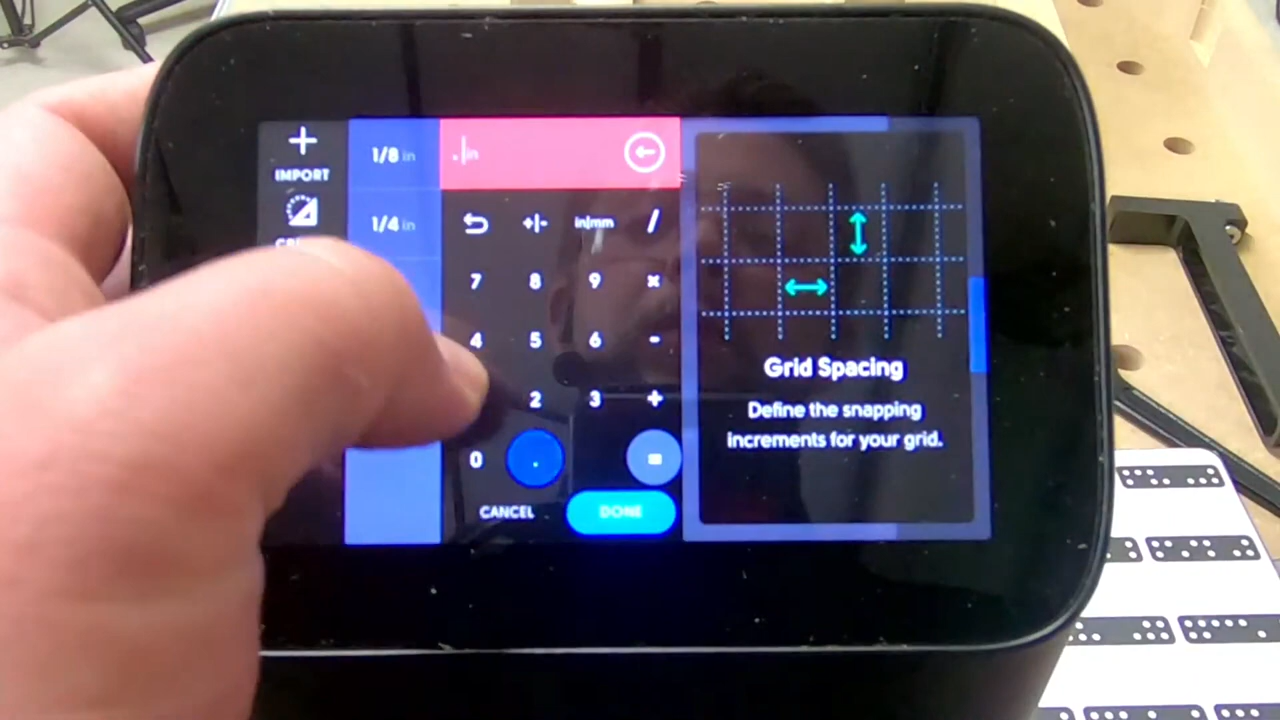 IMPORT
1/8 in
1/4 in
. in
in|mm /
7 8 9 ×
4 5 6 -
2 3 +
0 . =
CANCEL DONE
Grid Spacing
Define the snapping
increments for your grid.